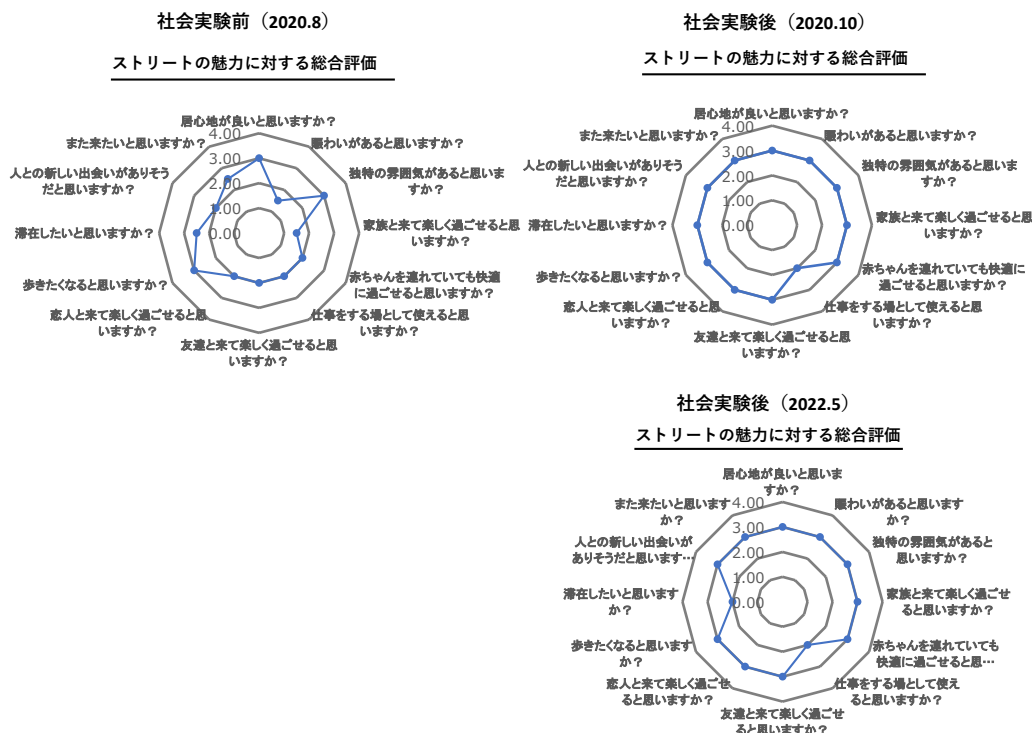 社会実験前（2020.8）
ストリートの魅力に対する総合評価
居心地が良いと思いますか？
賑わいがあると思いますか？
独特の雰囲気があると思いま
すか？
家族と来て楽しく過ごせると思
いますか？
赤ちゃんを連れていても快適
に過ごせると思いますか？
仕事をする場として使えると思
いますか？
友達と来て楽しく過ごせると思
いますか？
恋人と来て楽しく過ごせると思
いますか？
歩きたくなると思いますか？
滞在したいと思いますか？
人との新しい出会いがありそう
だと思いますか？
また来たいと思いますか？
4.00
3.00
2.00
1.00
0.00
社会実験後（2020.10）
ストリートの魅力に対する総合評価
居心地が良いと思いますか？
賑わいがあると思いますか？
独特の雰囲気があると思いま
すか？
家族と来て楽しく過ごせると思
いますか？
赤ちゃんを連れていても快適に
過ごせると思いますか？
仕事をする場として使えると思
いますか？
友達と来て楽しく過ごせると思
いますか？
恋人と来て楽しく過ごせると思
いますか？
歩きたくなると思いますか？
滞在したいと思いますか？
人との新しい出会いがありそう
だと思いますか？
また来たいと思いますか？
4.00
3.00
2.00
1.00
0.00
社会実験後（2022.5）
ストリートの魅力に対する総合評価
居心地が良いと思いま
すか？
賑わいがあると思います
か？
独特の雰囲気があると
思いますか？
家族と来て楽しく過ごせ
ると思いますか？
赤ちゃんを連れていても
快適に過ごせると思…
仕事をする場として使え
ると思いますか？
友達と来て楽しく過ごせ
ると思いますか？
恋人と来て楽しく過ごせ
ると思いますか？
歩きたくなると思います
か？
滞在したいと思いますか
か？
人との新しい出会いが
ありそうだと思います…
また来たいと思います
か？
4.00
3.00
2.00
1.00
0.00